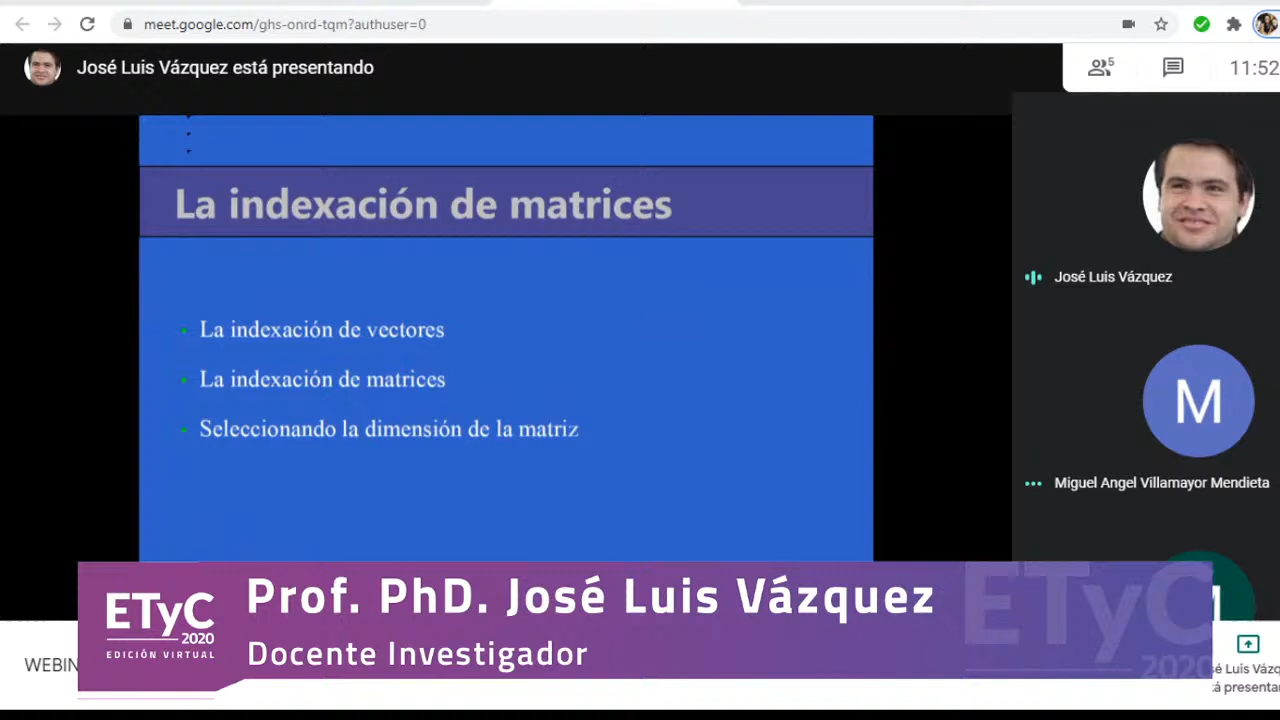 meet.google.com/ghs-onrd-tqm?authuser=0
José Luis Vázquez está presentando
5
11:52
La indexación de matrices
La indexación de vectores
La indexación de matrices
Seleccionando la dimensión de la matriz
José Luis Vázquez
M
Miguel Angel Villamayor Mendieta
ETyC
2020
EDICIÓN VIRTUAL
Prof. PhD. José Luis Vázquez
Docente Investigador
ETyC
2020
WEBIN
sé Luis Vázq
á presenta